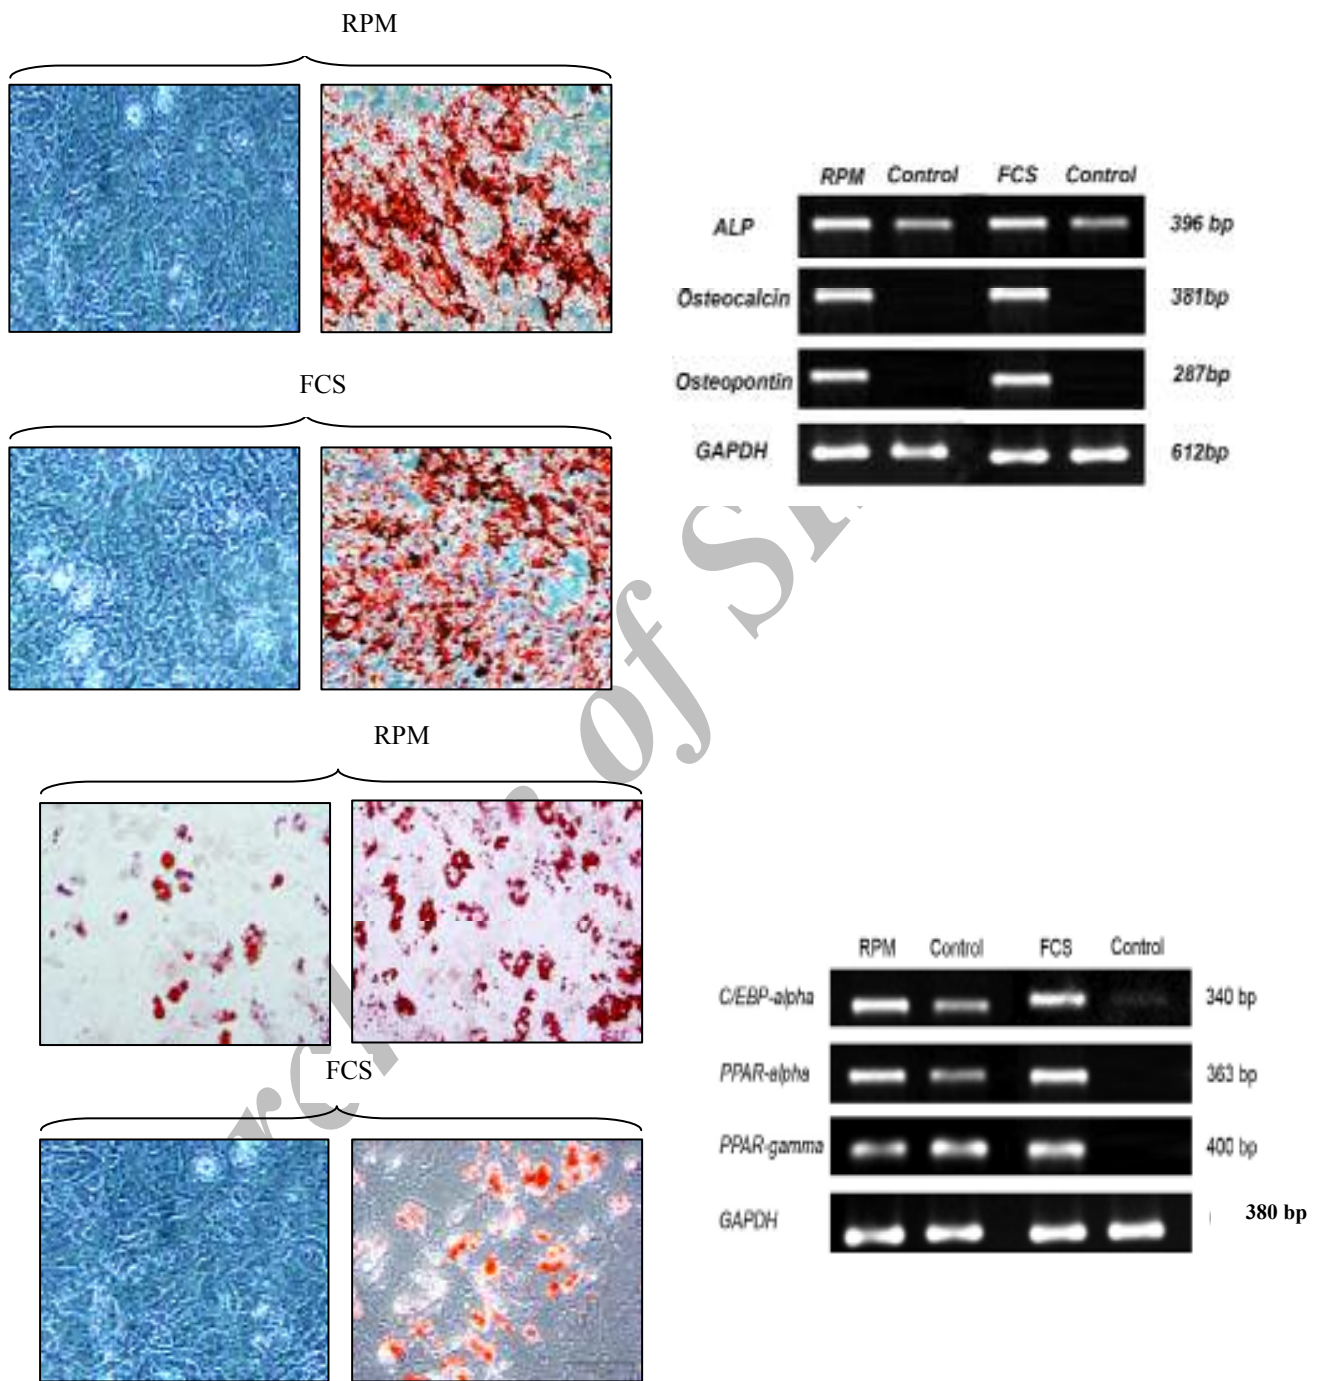 RPM
RPM Control FCS Control
ALP 396 bp
Osteocalcin 381bp
Osteopontin 287bp
GAPDH 612bp
FCS
RPM
RPM Control FCS Control
C/EBP-alpha 340 bp
PPAR-alpha 363 bp
PPAR-gamma 400 bp
GAPDH 380 bp
FCS
of